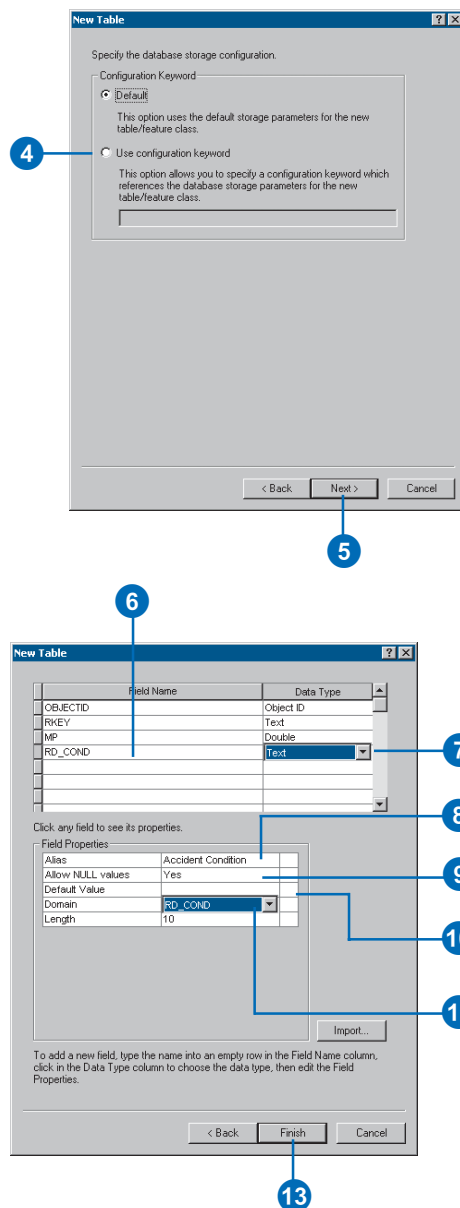 New Table
Specify the database storage configuration.
Configuration Keyword
Default
This option uses the default storage parameters for the new
table/feature class.
4
Use configuration keyword
This option allows you to specify a configuration keyword which
references the database storage parameters for the new
table/feature class.
< Back Next > Cancel
5
6
New Table
Field Name Data Type
OBJECTID Object ID
RKEY Text
MP Double
RD_COND Text
7
Click any field to see its properties.
8
Field Properties
Alias Accident Condition
Allow NULL values Yes
9
Default Value
Domain RD_COND
Length 10
10
Import...
To add a new field, type the name into an empty row in the Field Name column,
click in the Data Type column to choose the data type, then edit the Field
Properties.
< Back Finish Cancel
13